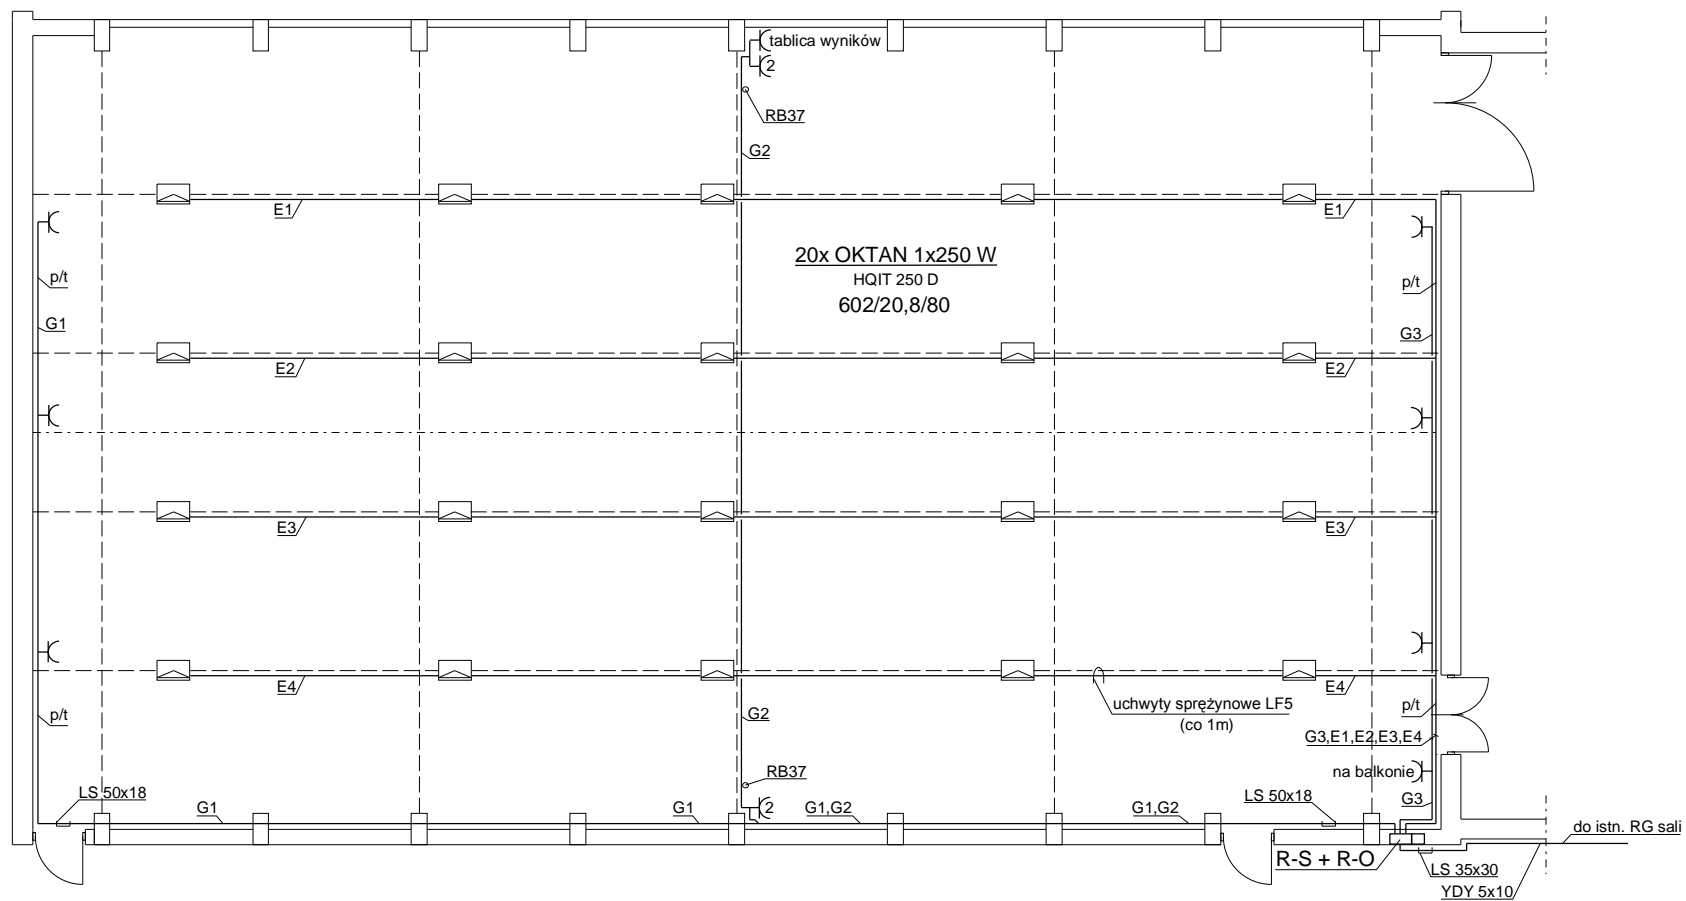 tablica wyników
2
RB37
G2
E1
E1
20x OKTAN 1x250 W
HQIT 250 D
602/20,8/80
p/t
p/t
G1
G3
E2
E2
E3
E3
E4
E4
uchwyty sprężynowe LF5
(co 1m)
p/t
G2
p/t
G3,E1,E2,E3,E4
RB37
na balkonie
LS 50x18
LS 50x18
G1
G1
2
G1,G2
G1,G2
G3
do istn. RG sali
R-S + R-O
LS 35x30
YDY 5x10